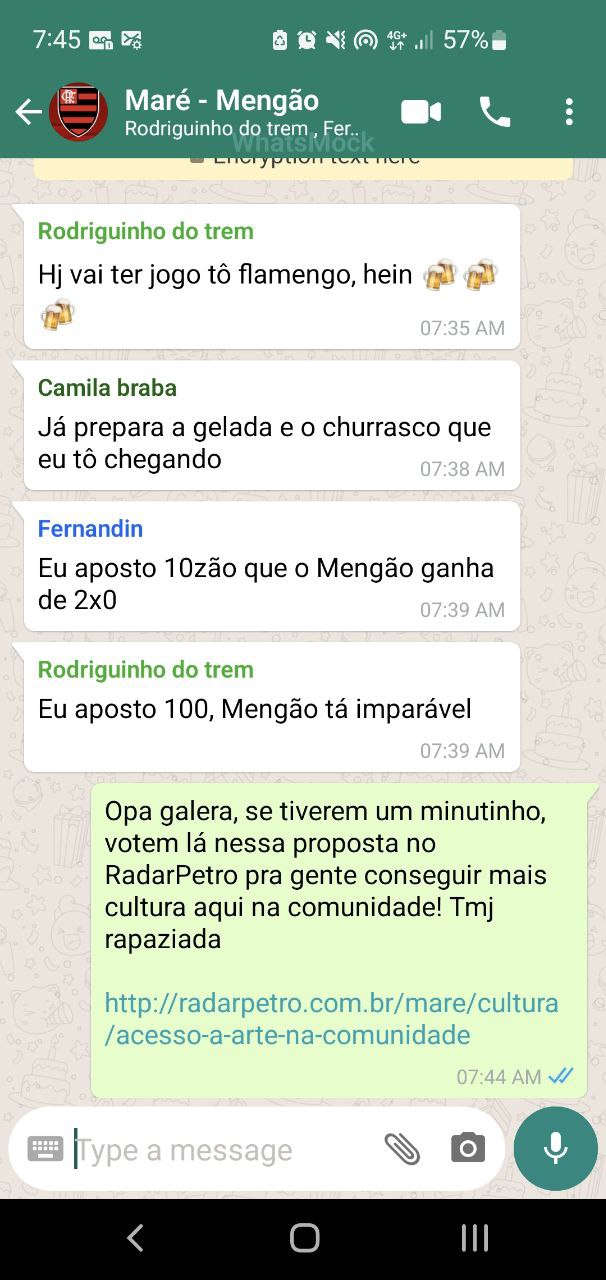 7:45
4G+
57%
Maré - Mengão
Rodriguinho do trem , Fer..
WhatsMock
Encryption text here
Rodriguinho do trem
Hj vai ter jogo tô flamengo, hein 🍻🍻
🍻
07:35 AM
Camila braba
Já prepara a gelada e o churrasco que
eu tô chegando
07:38 AM
Fernandin
Eu aposto 10zão que o Mengão ganha
de 2x0
07:39 AM
Rodriguinho do trem
Eu aposto 100, Mengão tá imparável
07:39 AM
Opa galera, se tiverem um minutinho,
votem lá nessa proposta no
RadarPetro pra gente conseguir mais
cultura aqui na comunidade! Tmj
rapaziada
http://radarpetro.com.br/mare/cultura
/acesso-a-arte-na-comunidade
07:44 AM
Type a message